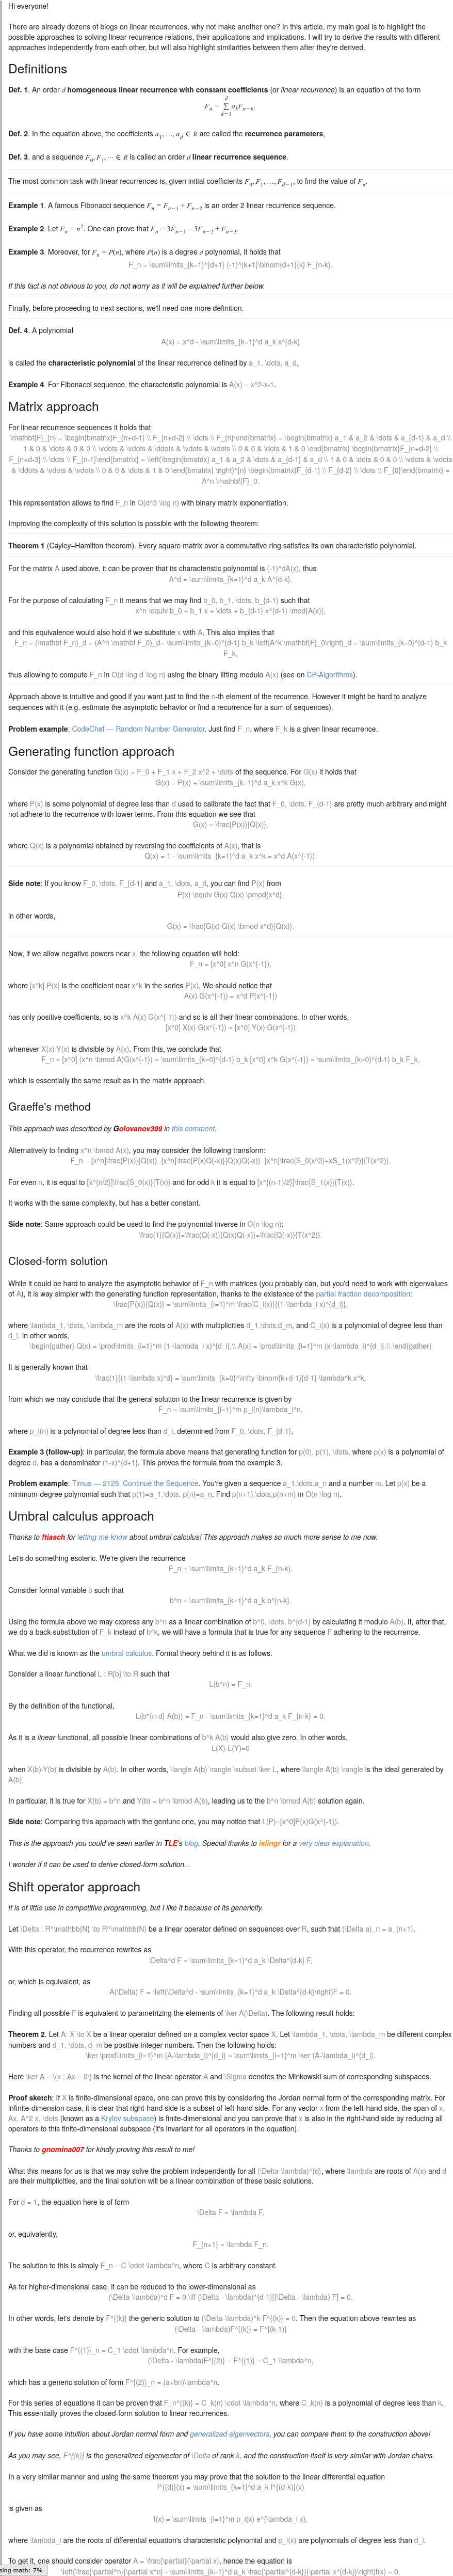 Hi everyone!
There are already dozens of blogs on linear recurrences, why not make another one? In this article, my main goal is to highlight the
possible approaches to solving linear recurrence relations, their applications and implications. I will try to derive the results with different
approaches independently from each other, but will also highlight similarities between them after they're derived.
Definitions
Def. 1. An order d homogeneous linear recurrence with constant coefficients (or linear recurrence) is an equation of the form
F_n = \sum\limits_{k=1}^{d} a_k F_{n-k}.
Def. 2. In the equation above, the coefficients a_1, …, a_d ∈ R are called the recurrence parameters,
Def. 3. and a sequence F_0, F_1, ⋯ ∈ R is called an order d linear recurrence sequence.
The most common task with linear recurrences is, given initial coefficients F_0, F_1, …, F_{d−1}, to find the value of F_n.
Example 1. A famous Fibonacci sequence F_n = F_{n−1} + F_{n−2} is an order 2 linear recurrence sequence.
Example 2. Let F_n = n^2. One can prove that F_n = 3F_{n−1} − 3F_{n−2} + F_{n−3}.
Example 3. Moreover, for F_n = P(n), where P(n) is a degree d polynomial, it holds that
F_n = \sum\limits_{k=1}^{d+1} (-1)^{k+1}\binom{d+1}{k} F_{n-k}.
If this fact is not obvious to you, do not worry as it will be explained further below.
Finally, before proceeding to next sections, we'll need one more definition.
Def. 4. A polynomial
A(x) = x^d - \sum\limits_{k=1}^d a_k x^{d-k}
is called the characteristic polynomial of the linear recurrence defined by a_1, \dots, a_d.
Example 4. For Fibonacci sequence, the characteristic polynomial is A(x) = x^2-x-1.
Matrix approach
For linear recurrence sequences it holds that
\mathbf{F}_{n} = \begin{bmatrix}F_{n+d-1} \\ F_{n+d-2} \\ \dots \\ F_{n}\end{bmatrix} = \begin{bmatrix} a_1 & a_2 & \dots & a_{d-1} & a_d \\
1 & 0 & \dots & 0 & 0 \\ \vdots & \vdots & \ddots & \vdots & \vdots \\ 0 & 0 & \dots & 1 & 0 \end{bmatrix} \begin{bmatrix}F_{n+d-2} \\
F_{n+d-3} \\ \dots \\ F_{n-1}\end{bmatrix} = \left(\begin{bmatrix} a_1 & a_2 & \dots & a_{d-1} & a_d \\ 1 & 0 & \dots & 0 & 0 \\ \vdots & \vdots
& \ddots & \vdots & \vdots \\ 0 & 0 & \dots & 1 & 0 \end{bmatrix} \right)^{n} \begin{bmatrix}F_{d-1} \\ F_{d-2} \\ \dots \\ F_{0}\end{bmatrix} =
A^n \mathbf{F}_0.
This representation allows to find F_n in O(d^3 \log n) with binary matrix exponentiation.
Improving the complexity of this solution is possible with the following theorem:
Theorem 1 (Cayley–Hamilton theorem). Every square matrix over a commutative ring satisfies its own characteristic polynomial.
For the matrix A used above, it can be proven that its characteristic polynomial is (-1)^dA(x), thus
A^d = \sum\limits_{k=1}^d a_k A^{d-k}.
For the purpose of calculating F_n it means that we may find b_0, b_1, \dots, b_{d-1} such that
x^n \equiv b_0 + b_1 x + \dots + b_{d-1} x^{d-1} \mod{A(x)},
and this equivalence would also hold if we substitute x with A. This also implies that
F_n = (\mathbf F_n)_d = (A^n \mathbf F_0)_d= \sum\limits_{k=0}^{d-1} b_k \left(A^k \mathbf{F}_0\right)_d = \sum\limits_{k=0}^{d-1} b_k
F_k,
thus allowing to compute F_n in O(d \log d \log n) using the binary lifting modulo A(x) (see on CP-Algorithms).
Approach above is intuitive and good if you want just to find the n-th element of the recurrence. However it might be hard to analyze
sequences with it (e.g. estimate the asymptotic behavior or find a recurrence for a sum of sequences).
Problem example: CodeChef — Random Number Generator. Just find F_n, where F_k is a given linear recurrence.
Generating function approach
Consider the generating function G(x) = F_0 + F_1 x + F_2 x^2 + \dots of the sequence. For G(x) it holds that
G(x) = P(x) + \sum\limits_{k=1}^d a_k x^k G(x),
where P(x) is some polynomial of degree less than d used to calibrate the fact that F_0, \dots, F_{d-1} are pretty much arbitrary and might
not adhere to the recurrence with lower terms. From this equation we see that
G(x) = \frac{P(x)}{Q(x)},
where Q(x) is a polynomial obtained by reversing the coefficients of A(x), that is
Q(x) = 1 - \sum\limits_{k=1}^d a_k x^k = x^d A(x^{-1}).
Side note: If you know F_0, \dots, F_{d-1} and a_1, \dots, a_d, you can find P(x) from
P(x) \equiv G(x) Q(x) \pmod{x^d},
in other words,
G(x) = \frac{G(x) Q(x) \bmod x^d}{Q(x)}.
Now, if we allow negative powers near x, the following equation will hold:
F_n = [x^0] x^n G(x^{-1}),
where [x^k] P(x) is the coefficient near x^k in the series P(x). We should notice that
A(x) G(x^{-1}) = x^d P(x^{-1})
has only positive coefficients, so is x^k A(x) G(x^{-1}) and so is all their linear combinations. In other words,
[x^0] X(x) G(x^{-1}) = [x^0] Y(x) G(x^{-1})
whenever X(x)-Y(x) is divisible by A(x). From this, we conclude that
F_n = [x^0] (x^n \bmod A)G(x^{-1}) = \sum\limits_{k=0}^{d-1} b_k [x^0] x^k G(x^{-1}) = \sum\limits_{k=0}^{d-1} b_k F_k,
which is essentially the same result as in the matrix approach.
Graeffe's method
This approach was described by Golovanov399 in this comment.
Alternatively to finding x^n \bmod A(x), you may consider the following transform:
F_n = [x^n]\frac{P(x)}{Q(x)}=[x^n]\frac{P(x)Q(-x)}{Q(x)Q(-x)}=[x^n]\frac{S_0(x^2)+xS_1(x^2)}{T(x^2)}.
For even n, it is equal to [x^{n/2}]\frac{S_0(x)}{T(x)} and for odd k it is equal to [x^{(n-1)/2}]\frac{S_1(x)}{T(x)}.
It works with the same complexity, but has a better constant.
Side note: Same approach could be used to find the polynomial inverse in O(n \log n):
\frac{1}{Q(x)}=\frac{Q(-x)}{Q(x)Q(-x)}=\frac{Q(-x)}{T(x^2)}.
Closed-form solution
While it could be hard to analyze the asymptotic behavior of F_n with matrices (you probably can, but you'd need to work with eigenvalues
of A), it is way simpler with the generating function representation, thanks to the existence of the partial fraction decomposition:
\frac{P(x)}{Q(x)} = \sum\limits_{i=1}^m \frac{C_i(x)}{(1-\lambda_i x)^{d_i}},
where \lambda_1, \dots, \lambda_m are the roots of A(x) with multiplicities d_1,\dots,d_m, and C_i(x) is a polynomial of degree less than
d_i. In other words,
\begin{gather} Q(x) = \prod\limits_{i=1}^m (1-\lambda_i x)^{d_i},\\ A(x) = \prod\limits_{i=1}^m (x-\lambda_i)^{d_i}.\\ \end{gather}
It is generally known that
\frac{1}{(1-\lambda x)^d} = \sum\limits_{k=0}^\infty \binom{k+d-1}{d-1} \lambda^k x^k,
from which we may conclude that the general solution to the linear recurrence is given by
F_n = \sum\limits_{i=1}^m p_i(n)\lambda_i^n,
where p_i(n) is a polynomial of degree less than d_i, determined from F_0, \dots, F_{d-1}.
Example 3 (follow-up): in particular, the formula above means that generating function for p(0), p(1), \dots, where p(x) is a polynomial of
degree d, has a denominator (1-x)^{d+1}. This proves the formula from the example 3.
Problem example: Timus — 2125. Continue the Sequence. You're given a sequence a_1,\dots,a_n and a number m. Let p(x) be a
minimum-degree polynomial such that p(1)=a_1,\dots, p(n)=a_n. Find p(n+1),\dots,p(n+m) in O(n \log n).
Umbral calculus approach
Thanks to ftiasch for letting me know about umbral calculus! This approach makes so much more sense to me now.
Let's do something esoteric. We're given the recurrence
F_n = \sum\limits_{k=1}^d a_k F_{n-k}.
Consider formal variable b such that
b^n = \sum\limits_{k=1}^d a_k b^{n-k}.
Using the formula above we may express any b^n as a linear combination of b^0, \dots, b^{d-1} by calculating it modulo A(b). If, after that,
we do a back-substitution of F_k instead of b^k, we will have a formula that is true for any sequence F adhering to the recurrence.
What we did is known as the umbral calculus. Formal theory behind it is as follows.
Consider a linear functional L : R[b] \to R such that
L(b^n) = F_n.
By the definition of the functional,
L(b^{n-d} A(b)) = F_n - \sum\limits_{k=1}^d a_k F_{n-k} = 0.
As it is a linear functional, all possible linear combinations of b^k A(b) would also give zero. In other words,
L(X)-L(Y)=0
when X(b)-Y(b) is divisible by A(b). In other words, \langle A(b) \rangle \subset \ker L, where \langle A(b) \rangle is the ideal generated by
A(b).
In particular, it is true for X(b) = b^n and Y(b) = b^n \bmod A(b), leading us to the b^n \bmod A(b) solution again.
Side note: Comparing this approach with the genfunc one, you may notice that L(P)=[x^0]P(x)G(x^{-1}).
This is the approach you could've seen earlier in TLE's blog. Special thanks to islingr for a very clear explanation.
I wonder if it can be used to derive closed-form solution...
Shift operator approach
It is of little use in competitive programming, but I like it because of its genericity.
Let \Delta : R^\mathbb{N} \to R^\mathbb{N} be a linear operator defined on sequences over R, such that (\Delta a)_n = a_{n+1}.
With this operator, the recurrence rewrites as
\Delta^d F = \sum\limits_{k=1}^d a_k \Delta^{d-k} F,
or, which is equivalent, as
A(\Delta) F = \left(\Delta^d - \sum\limits_{k=1}^d a_k \Delta^{d-k}\right)F = 0.
Finding all possible F is equivalent to parametrizing the elements of \ker A(\Delta). The following result holds:
Theorem 2. Let A: X \to X be a linear operator defined on a complex vector space X. Let \lambda_1, \dots, \lambda_m be different complex
numbers and d_1, \dots, d_m be positive integer numbers. Then the following holds:
\ker \prod\limits_{i=1}^m (A-\lambda_i)^{d_i} = \sum\limits_{i=1}^m \ker (A-\lambda_i)^{d_i}.
Here \ker A = \{x : Ax = 0\} is the kernel of the linear operator A and \Sigma denotes the Minkowski sum of corresponding subspaces.
Proof sketch: If X is finite-dimensional space, one can prove this by considering the Jordan normal form of the corresponding matrix. For
infinite-dimensional case, it is clear that right-hand side is a subset of left-hand side. For any vector x from left-hand side, the span of x,
Ax, A^2 x, \dots (known as a Krylov subspace) is finite-dimensional and you can prove that x is also in the right-hand side by reducing all
operators to this finite-dimensional subspace (it's invariant for all operators in the equation).
Thanks to gnomina007 for kindly proving this result to me!
What this means for us is that we may solve the problem independently for all (\Delta-\lambda)^{d}, where \lambda are roots of A(x) and d
are their multiplicities, and the final solution will be a linear combination of these basic solutions.
For d = 1, the equation here is of form
\Delta F = \lambda F,
or, equivalently,
F_{n+1} = \lambda F_n.
The solution to this is simply F_n = C \cdot \lambda^n, where C is arbitrary constant.
As for higher-dimensional case, it can be reduced to the lower-dimensional as
(\Delta-\lambda)^d F = 0 \iff (\Delta - \lambda)^{d-1}[(\Delta - \lambda) F] = 0.
In other words, let's denote by F^{(k)} the generic solution to (\Delta-\lambda)^k F^{(k)} = 0. Then the equation above rewrites as
(\Delta - \lambda)F^{(k)} = F^{(k-1)}
with the base case F^{(1)}_n = C_1 \cdot \lambda^n. For example,
(\Delta - \lambda)F^{(2)} = F^{(1)} = C_1 \lambda^n,
which has a generic solution of form F^{(2)}_n = (a+bn)\lambda^n.
For this series of equations it can be proven that F_n^{(k)} = C_k(n) \cdot \lambda^n, where C_k(n) is a polynomial of degree less than k.
This essentially proves the closed-form solution to linear recurrences.
If you have some intuition about Jordan normal form and generalized eigenvectors, you can compare them to the construction above!
As you may see, F^{(k)} is the generalized eigenvector of \Delta of rank k, and the construction itself is very similar with Jordan chains.
In a very similar manner and using the same theorem you may prove that the solution to the linear differential equation
f^{(d)}(x) = \sum\limits_{k=1}^d a_k f^{(d-k)}(x)
is given as
f(x) = \sum\limits_{i=1}^m p_i(x) e^{\lambda_i x},
where \lambda_i are the roots of differential equation's characteristic polynomial and p_i(x) are polynomials of degree less than d_i.
To get it, one should consider operator A = \frac{\partial}{\partial x}, hence the equation is
sing math: 7%
\left(\frac{\partial^n}{\partial x^n} - \sum\limits_{k=1}^d a_k \frac{\partial^{d-k}}{\partial x^{d-k}}\right)f(x) = 0.